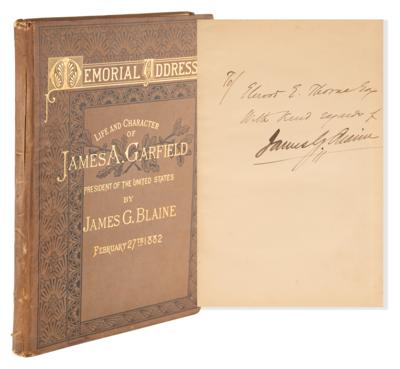 MEMORIAL ADDRESS
LIFE AND CHARACTER
OF
JAMES A. GARFIELD
PRESIDENT OF THE UNITED STATES
BY
JAMES G. BLAINE
FEBRUARY 27TH 1882
To/ Elwood E. Thorne Esq
With Kind regards of
James G. Blaine